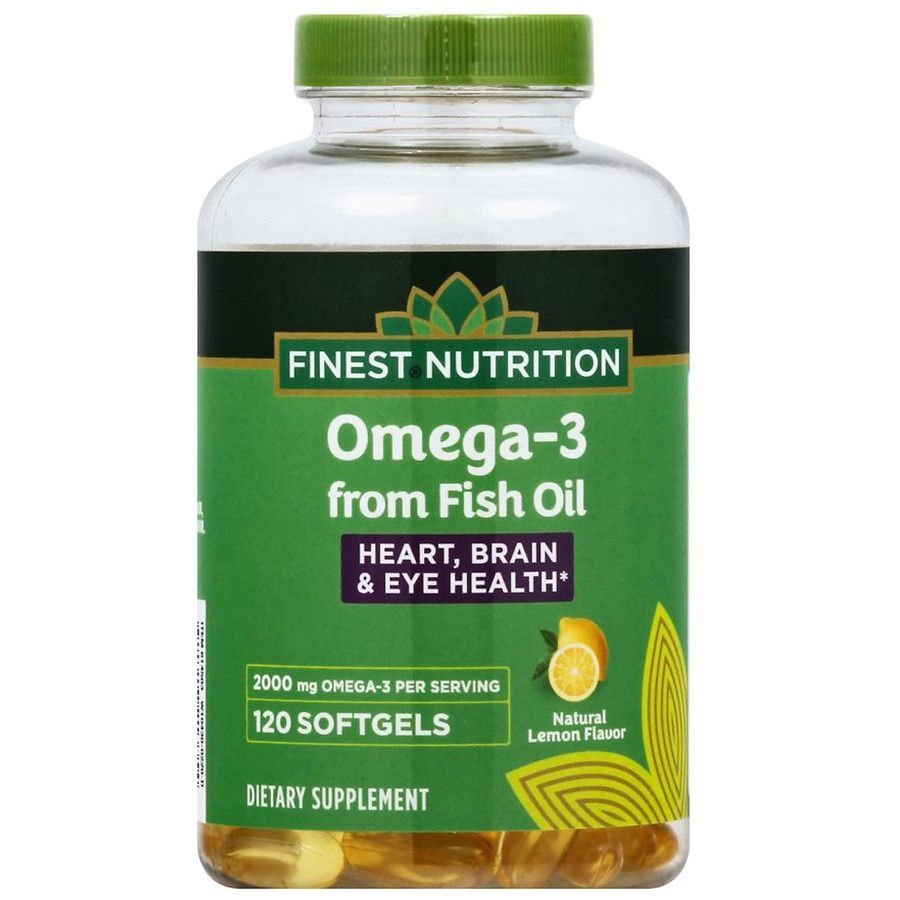 FINEST® NUTRITION
Omega-3
from Fish Oil
HEART, BRAIN
& EYE HEALTH*
2000 mg OMEGA-3 PER SERVING
120 SOFTGELS
Natural
Lemon Flavor
DIETARY SUPPLEMENT